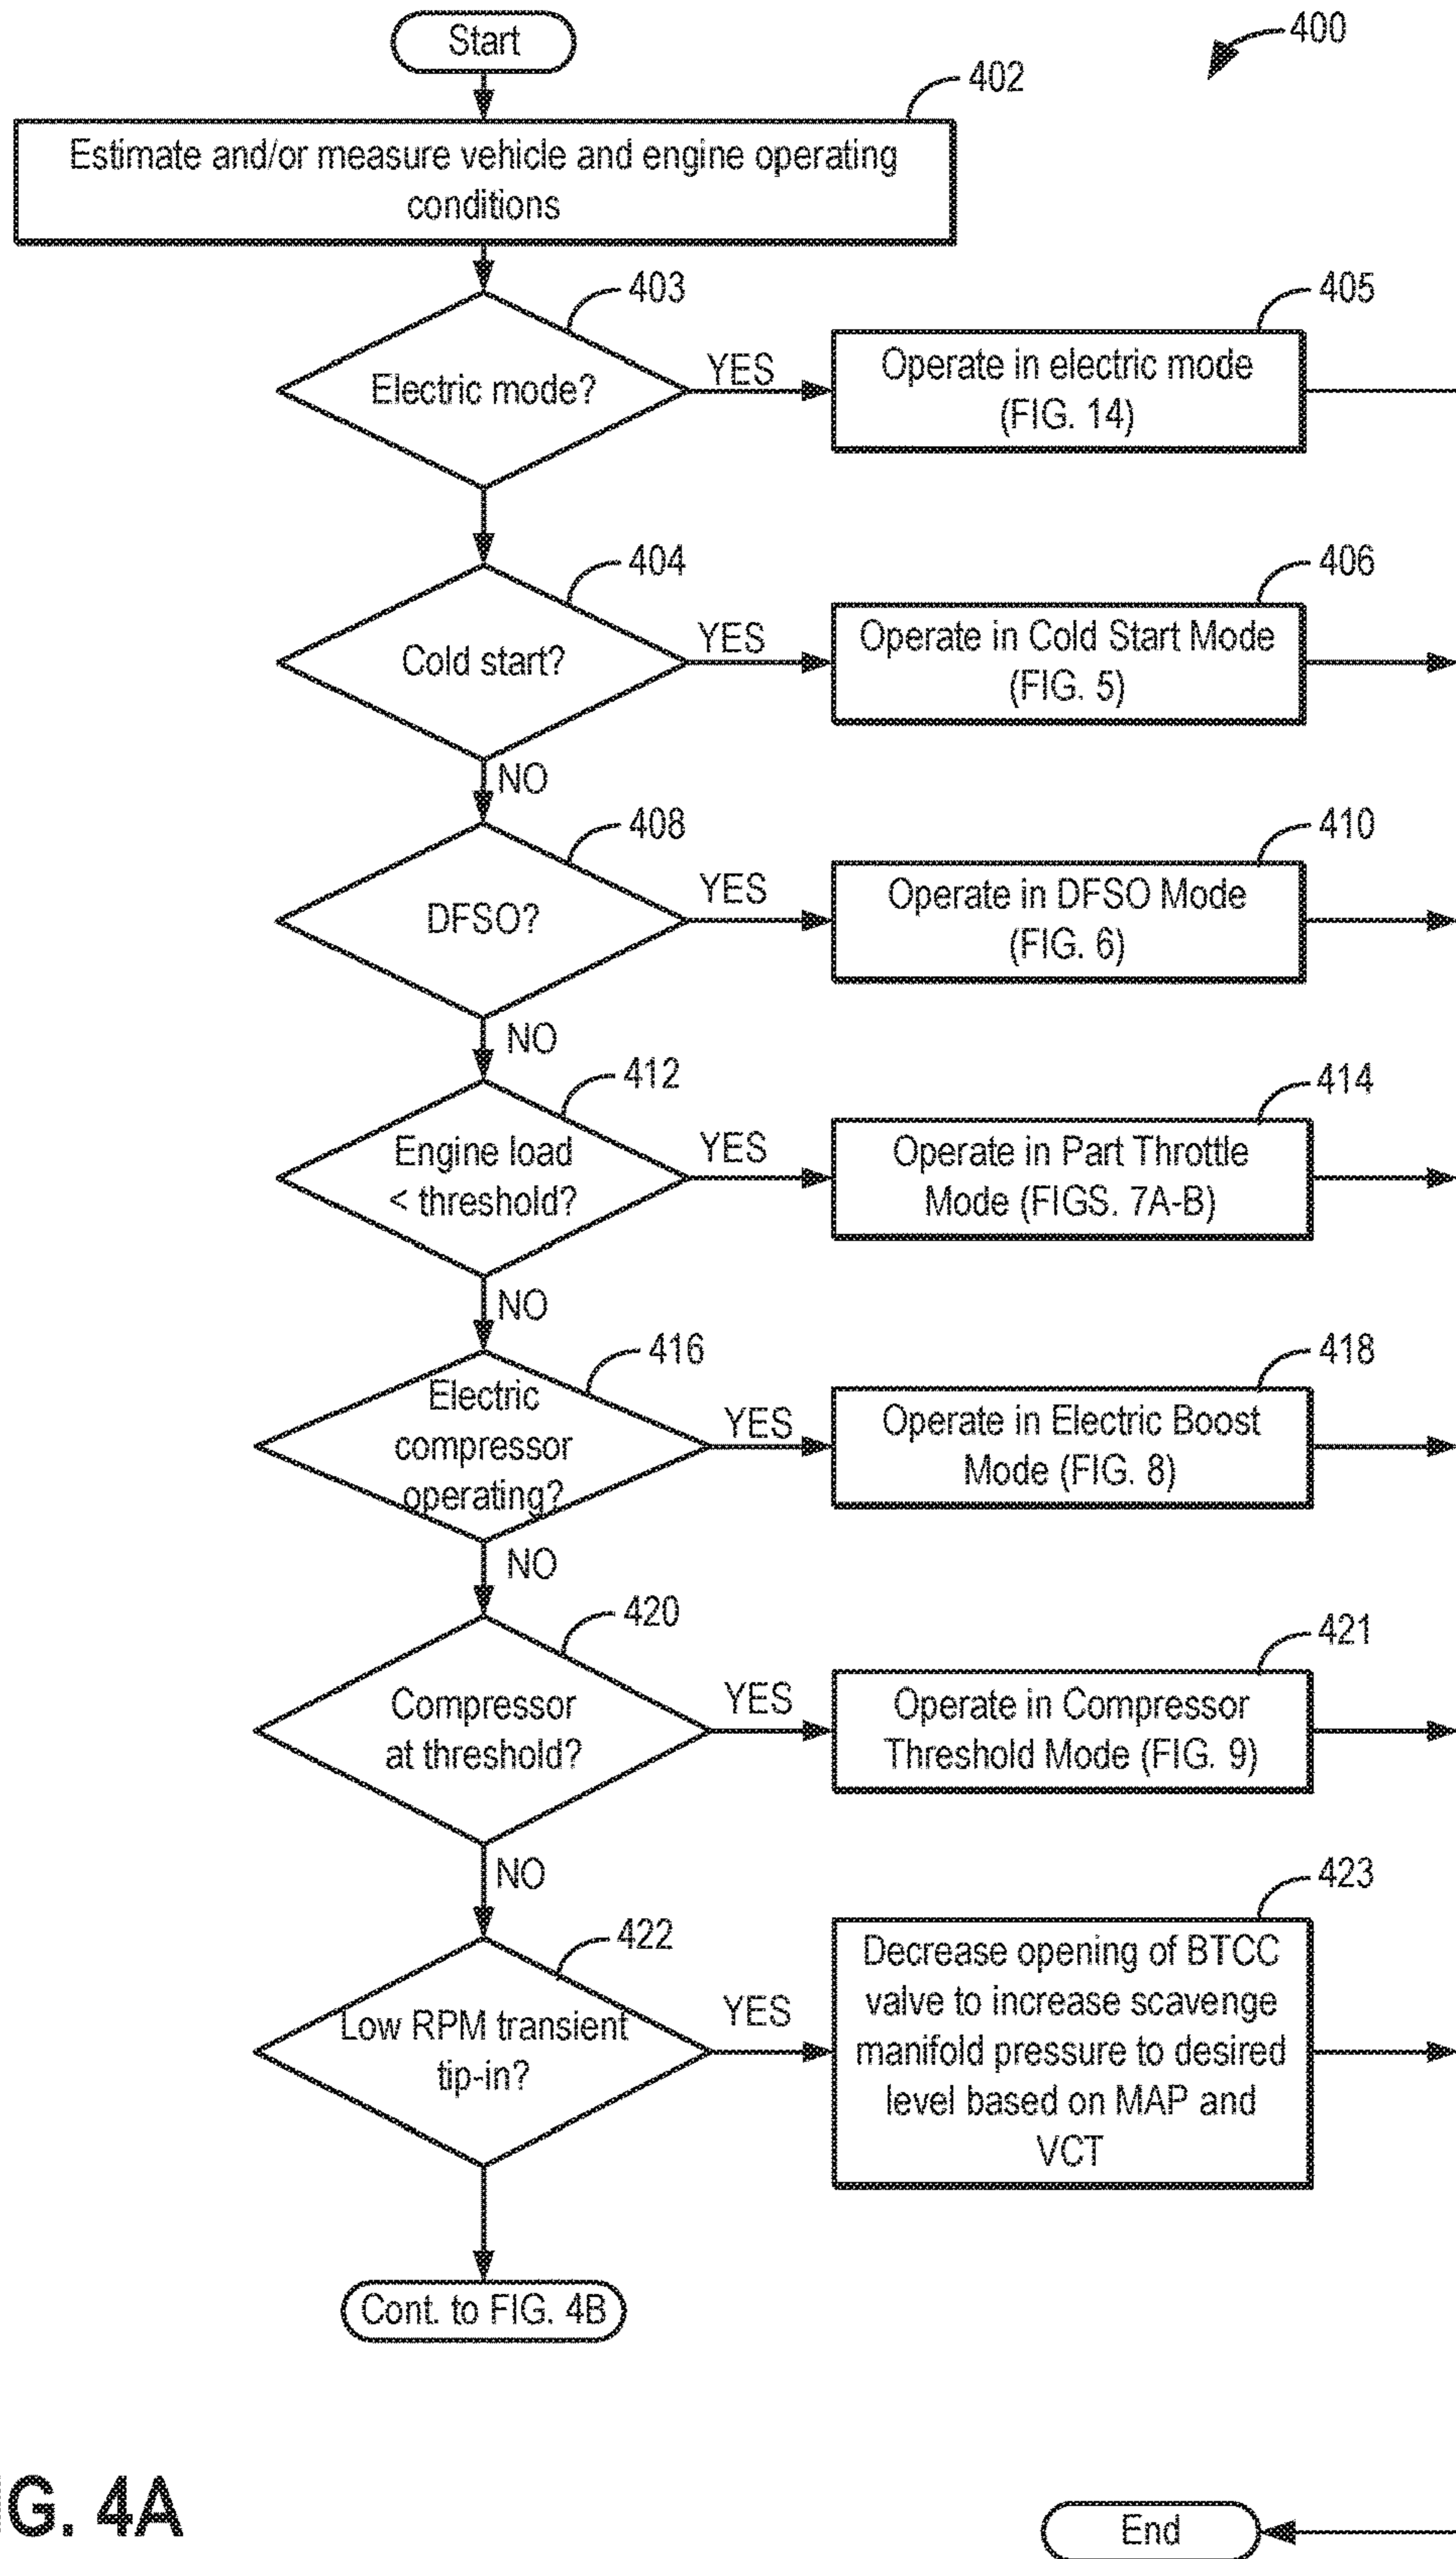 Start
400
402
Estimate and/or measure vehicle and engine operating
conditions
403
Electric mode?
YES
405
Operate in electric mode
(FIG. 14)
404
Cold start?
YES
406
Operate in Cold Start Mode
(FIG. 5)
NO
408
DFSO?
YES
410
Operate in DFSO Mode
(FIG. 6)
NO
412
Engine load
< threshold?
YES
414
Operate in Part Throttle
Mode (FIGS. 7A-B)
NO
416
Electric
compressor
operating?
YES
418
Operate in Electric Boost
Mode (FIG. 8)
NO
420
Compressor
at threshold?
YES
421
Operate in Compressor
Threshold Mode (FIG. 9)
NO
422
Low RPM transient
tip-in?
YES
423
Decrease opening of BTCC
valve to increase scavenge
manifold pressure to desired
level based on MAP and
VCT
Cont. to FIG. 4B
G. 4A
End